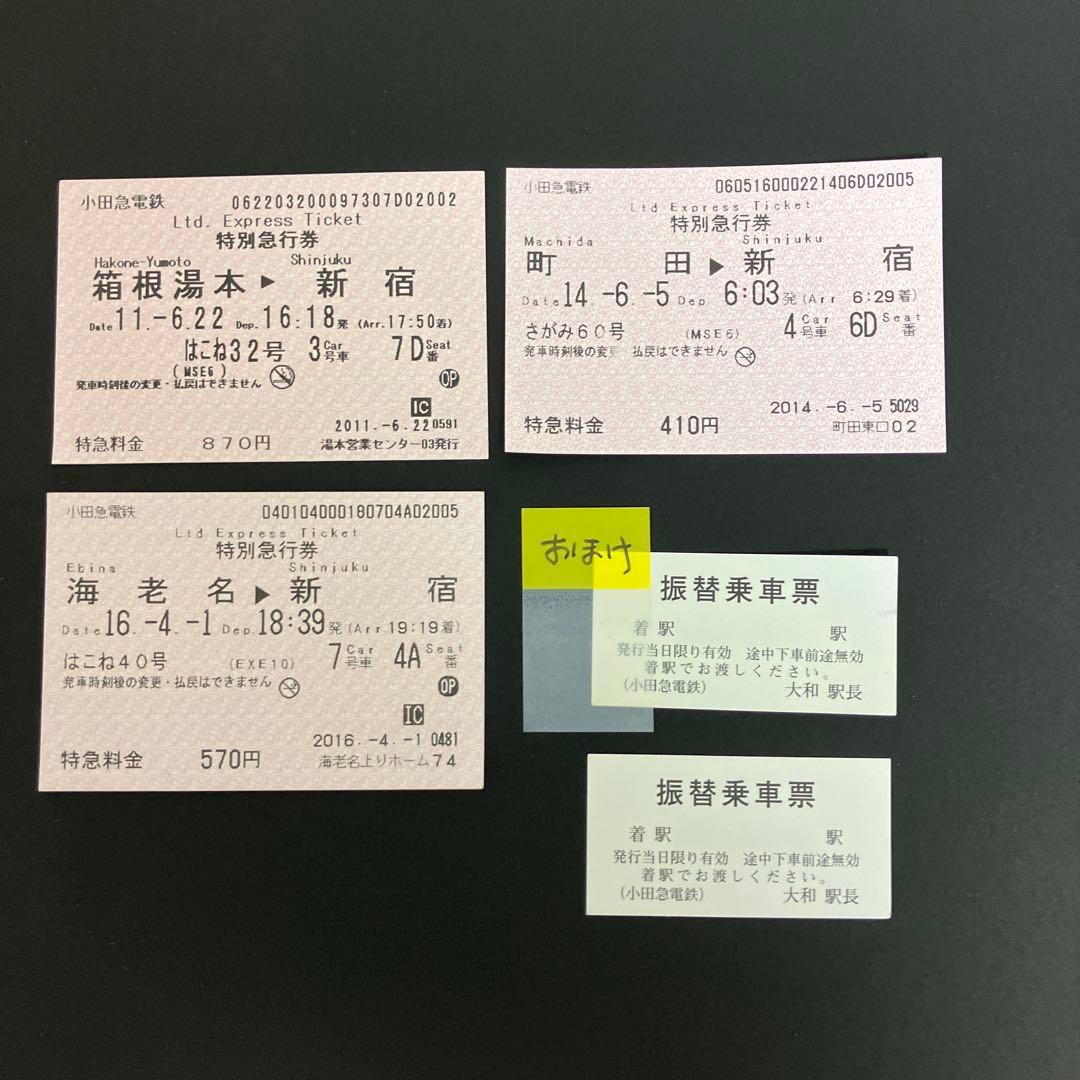 小田急電鉄 062203200097307D02002
Ltd. Express Ticket
特別急行券
Hakone-Yumoto Shinjuku
箱根湯本 ▶ 新宿
Date 11.-6.22 Dep. 16:18発 (Arr. 17:50着)
はこね32号 3 Car 号車 7D Seat 番
(MSE6)
発車時刻後の変更・払戻はできません
OP
IC
2011.-6.22 0591
特急料金 870円 湯本営業センター03発行
小田急電鉄 060516000221406D02005
Ltd Express Ticket
特別急行券
Machida Shinjuku
町田 ▶ 新宿
Date 14.-6.-5 Dep 6:03発 (Arr 6:29着)
さがみ60号 (MSE6) 4 Car 号車 6D Seat 番
発車時刻後の変更 払戻はできません
2014.-6.-5 5029
特急料金 410円 町田東口02
小田急電鉄 040104000180704A02005
Ltd Express Ticket
特別急行券
Ebina Shinjuku
海老名 ▶ 新宿
Date 16.-4.-1 Dep. 18:39発 (Arr 19:19着)
はこね40号 (EXE10) 7 Car 号車 4A Seat 番
発車時刻後の変更・払戻はできません
OP
IC
2016.-4.-1 0481
特急料金 570円 海老名上りホーム74
おまけ
振替乗車票
着駅 駅
発行当日限り有効 途中下車前途無効
着駅でお渡しください。
(小田急電鉄) 大和 駅長
振替乗車票
着駅 駅
発行当日限り有効 途中下車前途無効
着駅でお渡しください。
(小田急電鉄) 大和 駅長